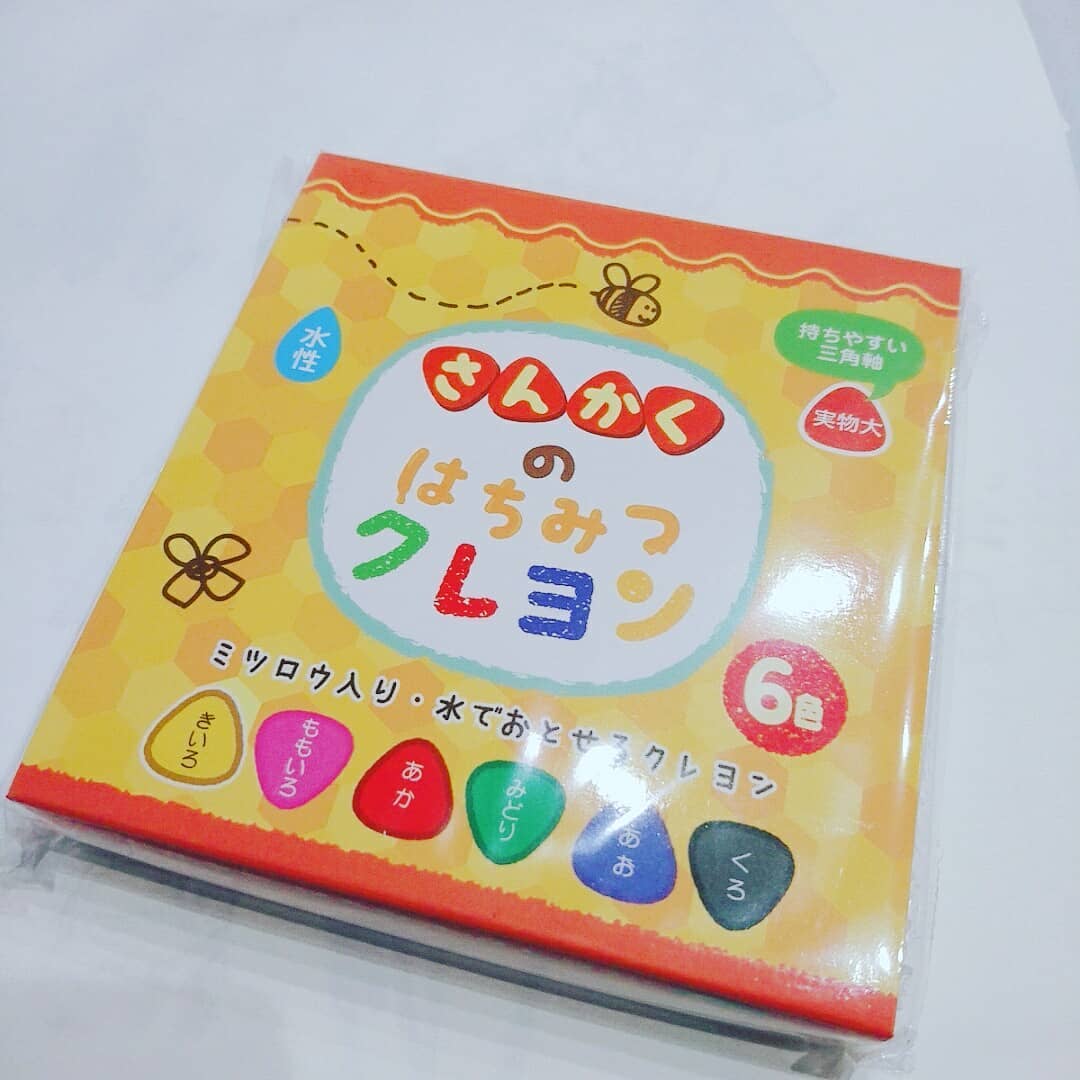 水性
持ちやすい
三角軸
実物大
さんかく
の
はちみつ
クレヨン
6色
ミツロウ入り・水でおとせるクレヨン
きいろ
ももいろ
あか
みどり
あお
くろ